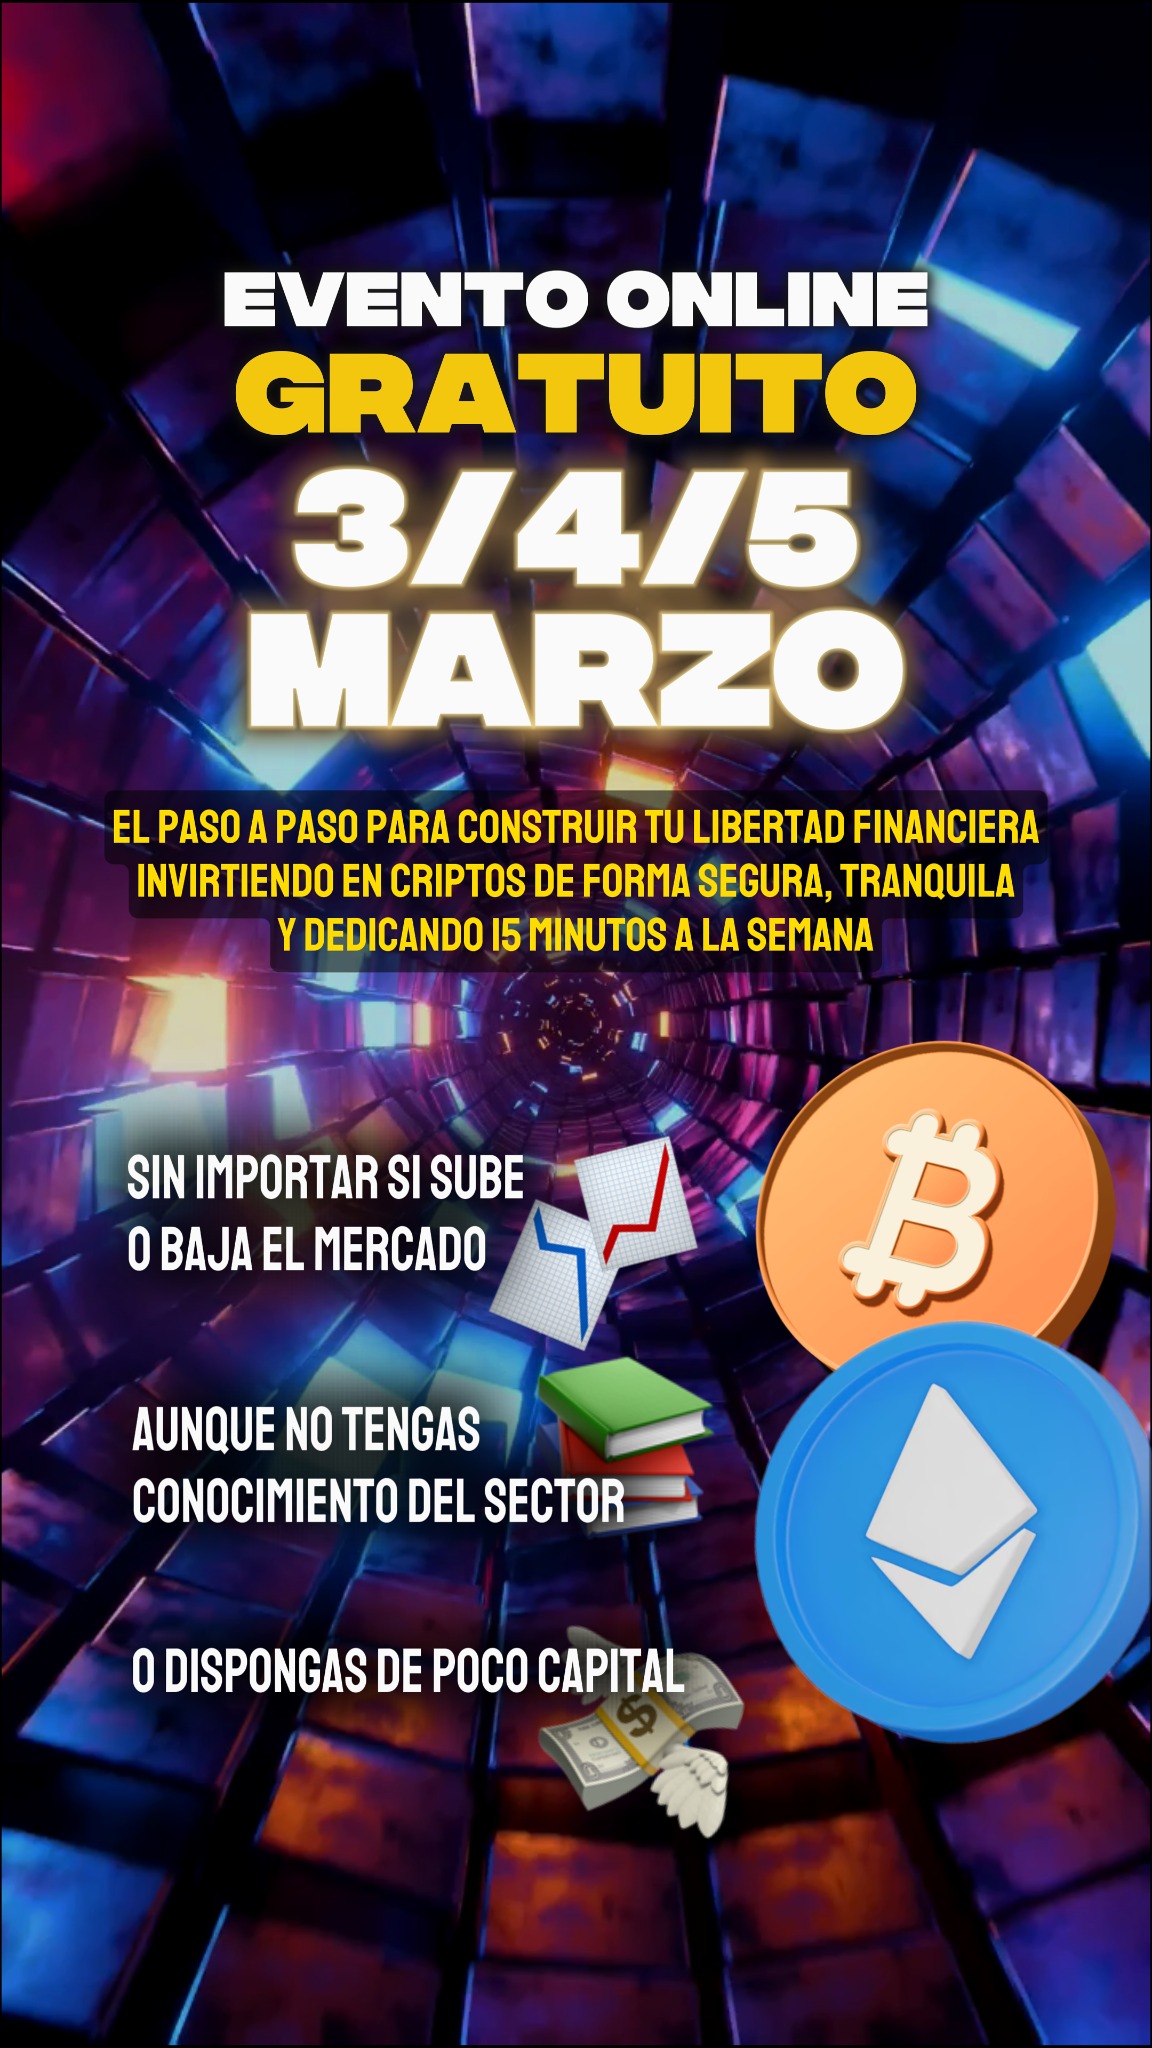 EVENTO ONLINE
GRATUITO
3/4/5
MARZO
EL PASO A PASO PARA CONSTRUIR TU LIBERTAD FINANCIERA
INVIRTIENDO EN CRIPTOS DE FORMA SEGURA, TRANQUILA
Y DEDICANDO 15 MINUTOS A LA SEMANA
SIN IMPORTAR SI SUBE
O BAJA EL MERCADO
AUNQUE NO TENGAS
CONOCIMIENTO DEL SECTOR
O DISPONGAS DE POCO CAPITAL